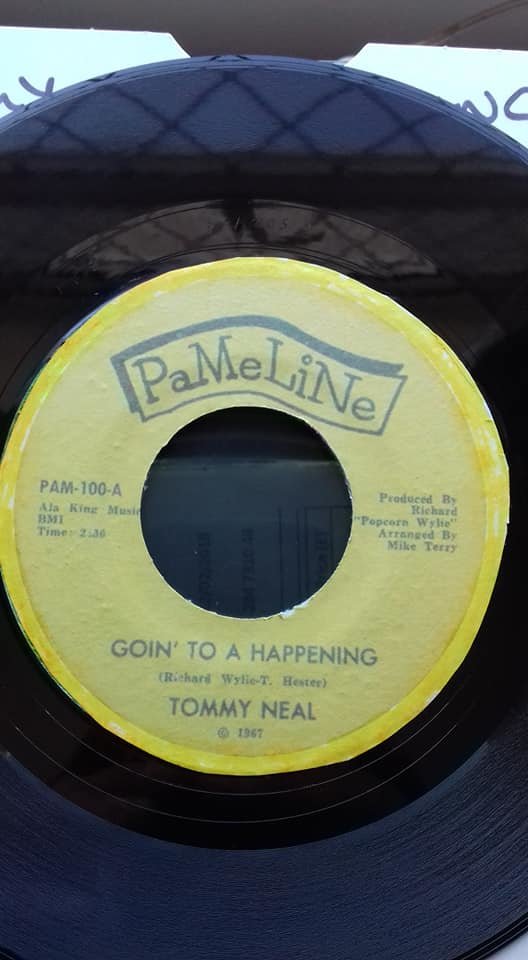 PaMeLiNe
PAM-100-A
Ala King Music
BMI
Time: 2:36
Produced By
Richard
"Popcorn Wylie"
Arranged By
Mike Terry
GOIN' TO A HAPPENING
(Richard Wylie-T. Hester)
TOMMY NEAL
© 1967